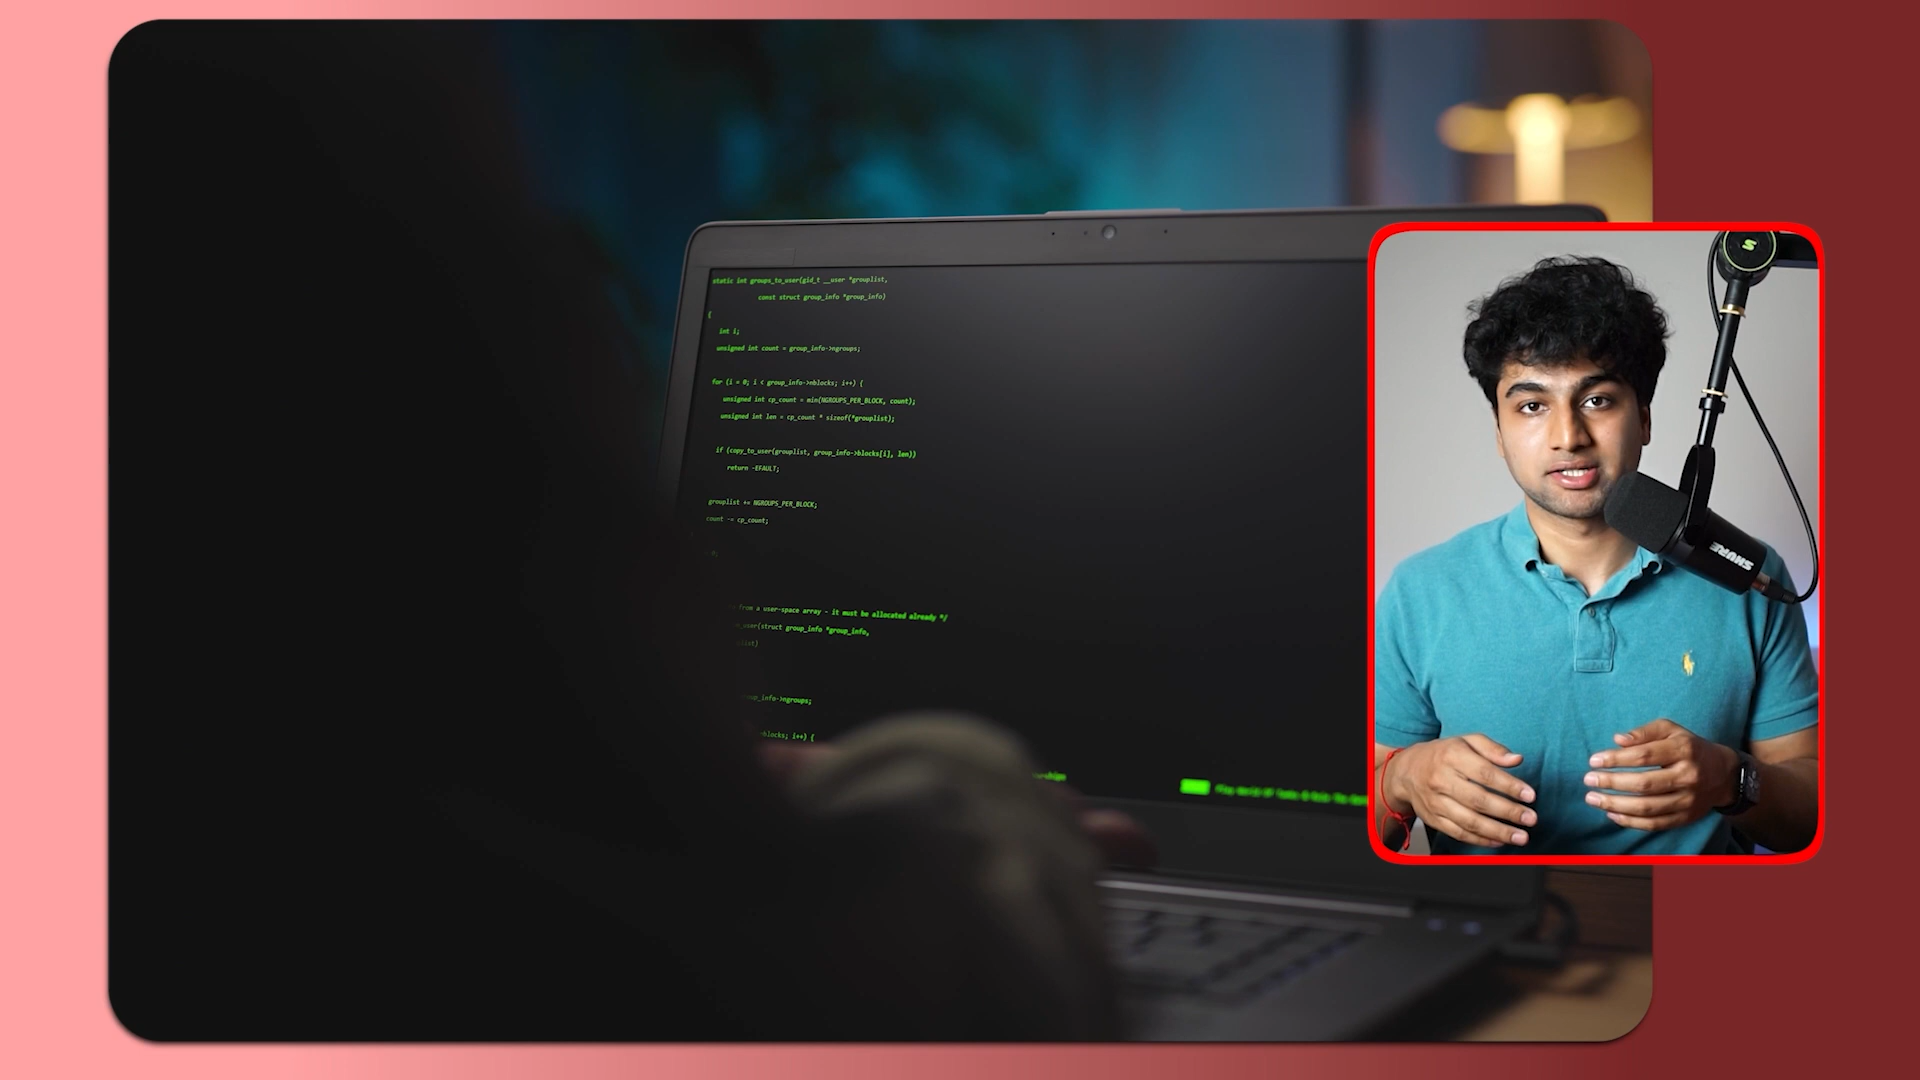 static int groups_to_user(gid_t __user *grouplist,
const struct group_info *group_info)
{
int i;
unsigned int count = group_info->ngroups;
for (i = 0; i < group_info->nblocks; i++) {
unsigned int cp_count = min(NGROUPS_PER_BLOCK, count);
unsigned int len = cp_count * sizeof(*grouplist);
if (copy_to_user(grouplist, group_info->blocks[i], len))
return -EFAULT;
grouplist += NGROUPS_PER_BLOCK;
count -= cp_count;
from a user-space array - it must be allocated already */
(struct group_info *group_info,
_info->ngroups;
blocks; i++) {
S
SHURE